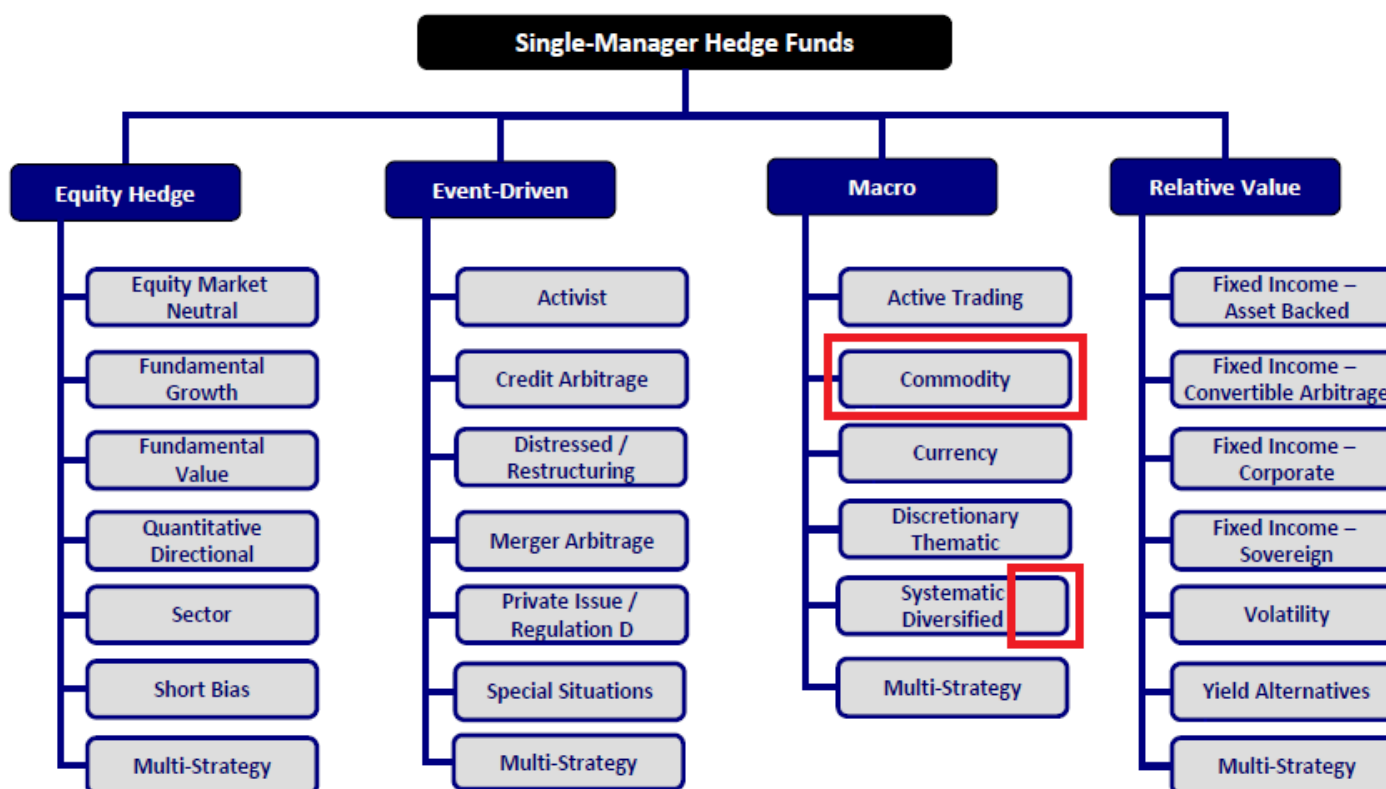 Single-Manager Hedge Funds
Equity Hedge
Equity Market
Neutral
Fundamental
Growth
Fundamental
Value
Quantitative
Directional
Sector
Short Bias
Multi-Strategy
Event-Driven
Activist
Credit Arbitrage
Distressed /
Restructuring
Merger Arbitrage
Private Issue /
Regulation D
Special Situations
Multi-Strategy
Macro
Active Trading
Commodity
Currency
Discretionary
Thematic
Systematic
Diversified
Multi-Strategy
Relative Value
Fixed Income –
Asset Backed
Fixed Income –
Convertible Arbitrage
Fixed Income –
Corporate
Fixed Income –
Sovereign
Volatility
Yield Alternatives
Multi-Strategy